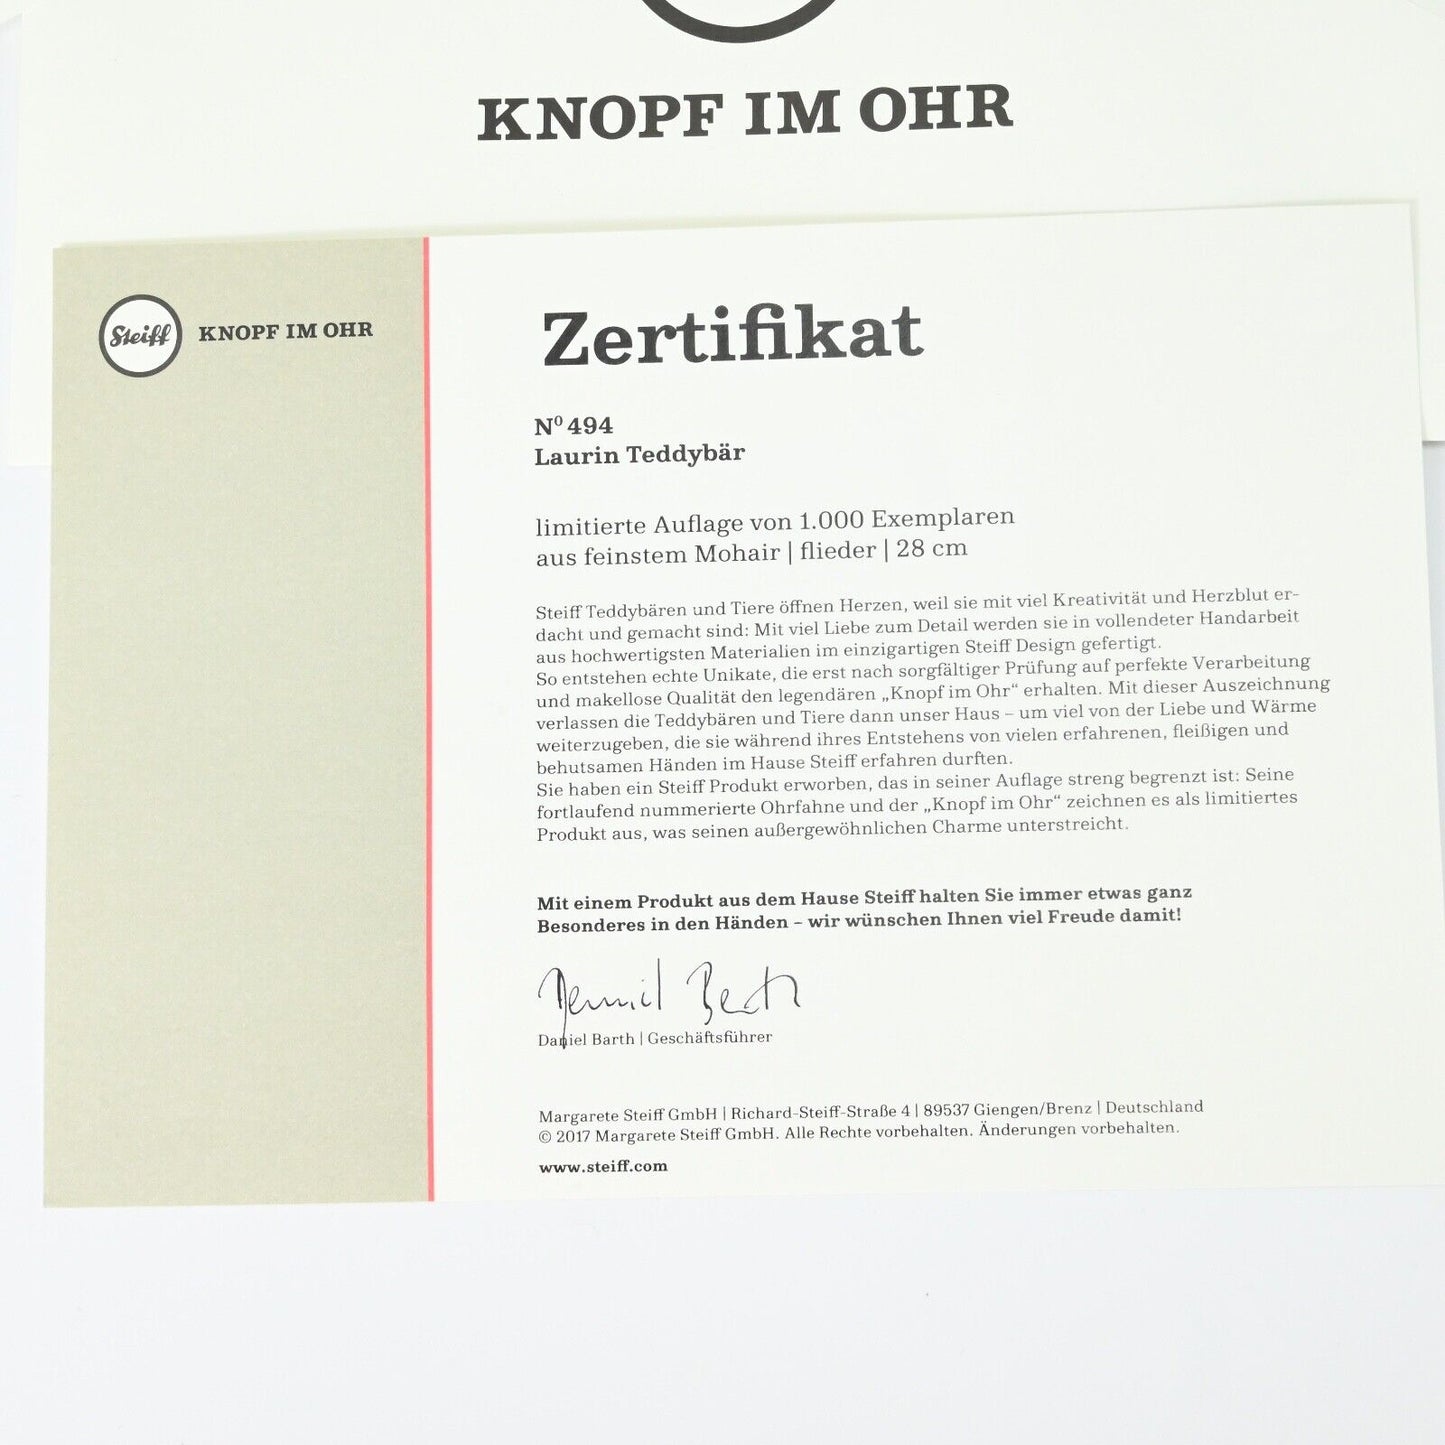 KNOPF IM OHR
Steiff KNOPF IM OHR
Zertifikat
Nº 494
Laurin Teddybär
limitierte Auflage von 1.000 Exemplaren
aus feinstem Mohair | flieder | 28 cm
Steiff Teddybären und Tiere öffnen Herzen, weil sie mit viel Kreativität und Herzblut er-
dacht und gemacht sind: Mit viel Liebe zum Detail werden sie in vollendeter Handarbeit
aus hochwertigsten Materialien im einzigartigen Steiff Design gefertigt.
So entstehen echte Unikate, die erst nach sorgfältiger Prüfung auf perfekte Verarbeitung
und makellose Qualität den legendären „Knopf im Ohr“ erhalten. Mit dieser Auszeichnung
verlassen die Teddybären und Tiere dann unser Haus – um viel von der Liebe und Wärme
weiterzugeben, die sie während ihres Entstehens von vielen erfahrenen, fleißigen und
behutsamen Händen im Hause Steiff erfahren durften.
Sie haben ein Steiff Produkt erworben, das in seiner Auflage streng begrenzt ist: Seine
fortlaufend nummerierte Ohrfahne und der „Knopf im Ohr“ zeichnen es als limitiertes
Produkt aus, was seinen außergewöhnlichen Charme unterstreicht.
Mit einem Produkt aus dem Hause Steiff halten Sie immer etwas ganz
Besonderes in den Händen – wir wünschen Ihnen viel Freude damit!
Daniel Barth
Daniel Barth | Geschäftsführer
Margarete Steiff GmbH | Richard-Steiff-Straße 4 | 89537 Giengen/Brenz | Deutschland
© 2017 Margarete Steiff GmbH. Alle Rechte vorbehalten. Änderungen vorbehalten.
www.steiff.com